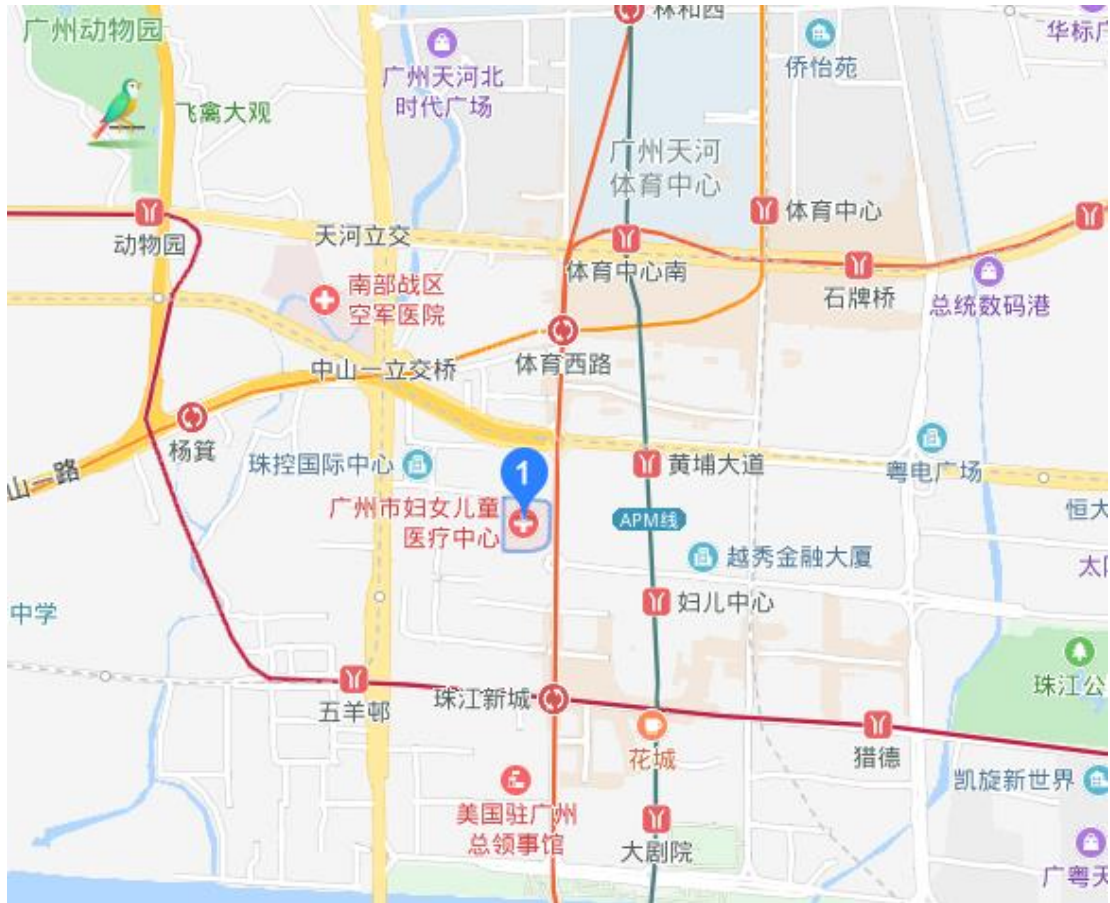 林和西
广州动物园
华标广
侨怡苑
广州天河北
时代广场
飞禽大观
广州天河
体育中心
体育中心
动物园
天河立交
体育中心南
石牌桥
总统数码港
南部战区
空军医院
体育西路
中山一立交桥
杨箕
山一路
珠控国际中心
1
黄埔大道
粤电广场
广州市妇女儿童
医疗中心
APM线
恒大
越秀金融大厦
太阳
妇儿中心
中学
珠江公
五羊邨
珠江新城
花城
猎德
凯旋新世界
美国驻广州
总领事馆
大剧院
广粤天